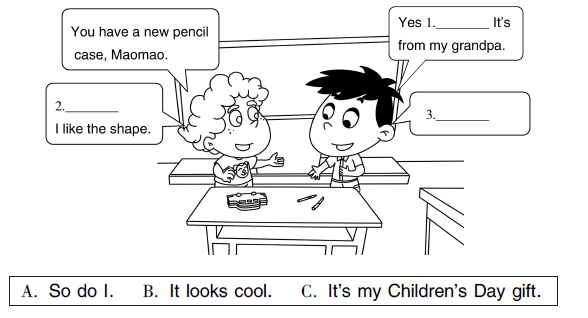 You have a new pencil
case, Maomao.
Yes 1.________ It's
from my grandpa.
2.________
I like the shape.
3.________
A. So do I. B. It looks cool. C. It's my Children's Day gift.